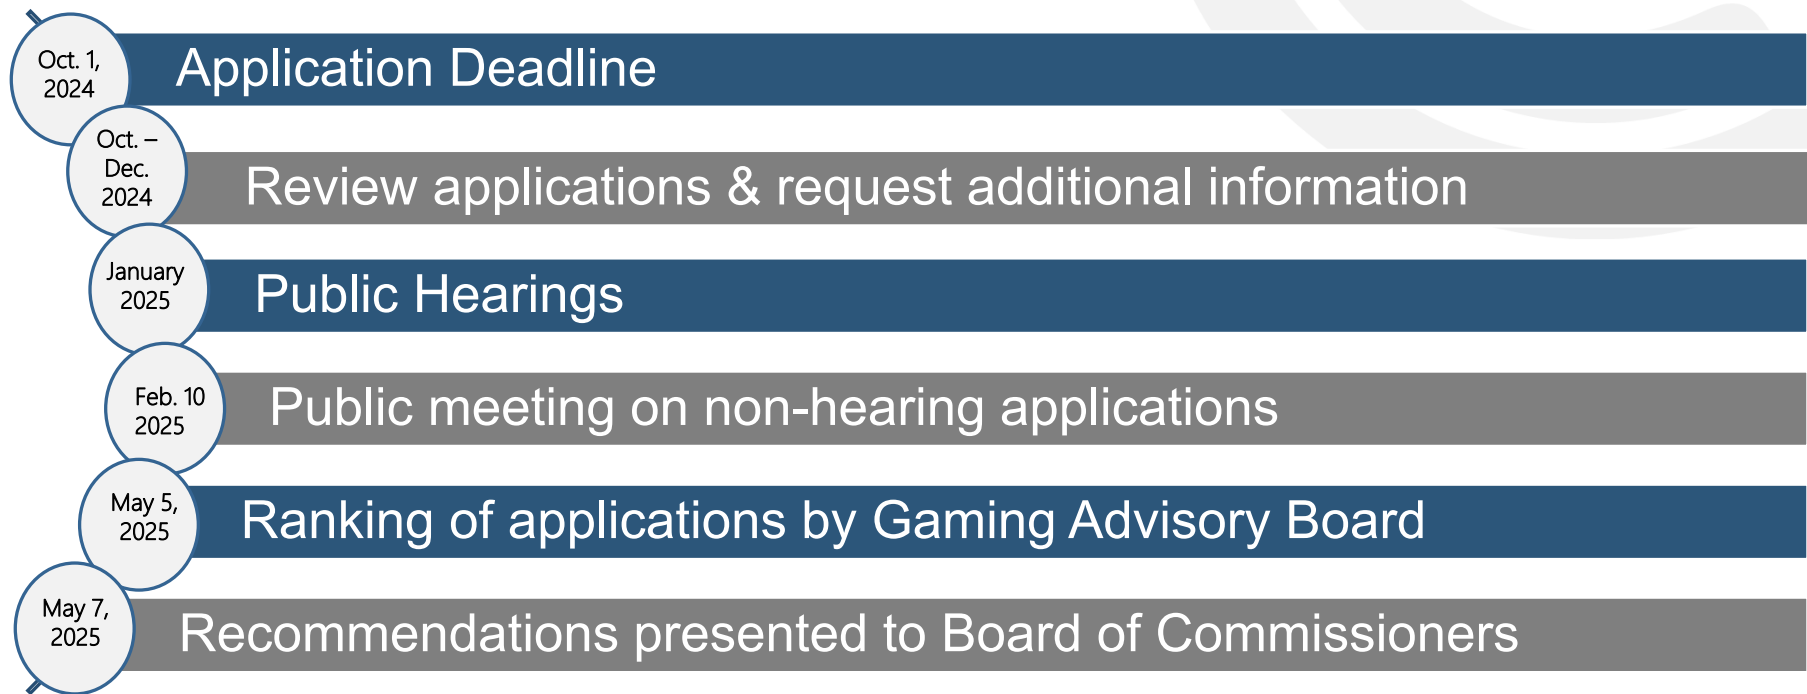 Oct. 1,
2024
Application Deadline
Oct. –
Dec.
2024
Review applications & request additional information
January
2025
Public Hearings
Feb. 10
2025
Public meeting on non-hearing applications
May 5,
2025
Ranking of applications by Gaming Advisory Board
May 7,
2025
Recommendations presented to Board of Commissioners